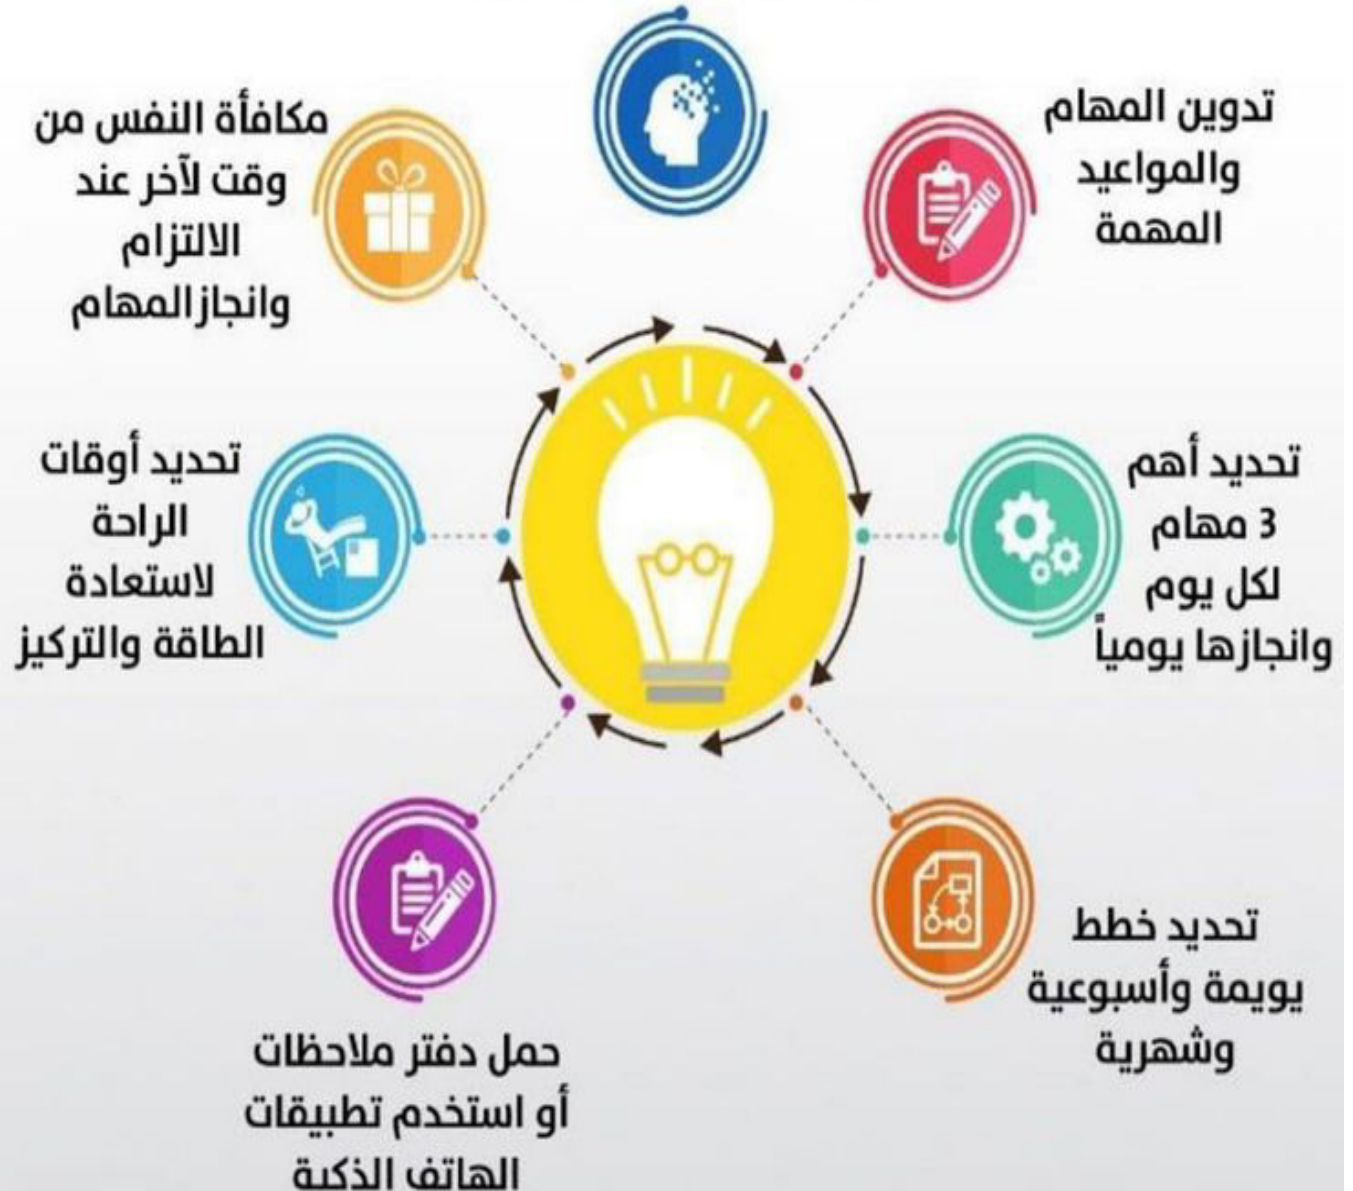 تدوين المهام
والمواعيد
المهمة
تحديد أهم
3 مهام
لكل يوم
وانجازها يومياً
تحديد خطط
يويمة وأسبوعية
وشهرية
حمل دفتر ملاحظات
أو استخدم تطبيقات
الهاتف الذكية
تحديد أوقات
الراحة
لاستعادة
الطاقة والتركيز
مكافأة النفس من
وقت لآخر عند
الالتزام
وانجازالمهام